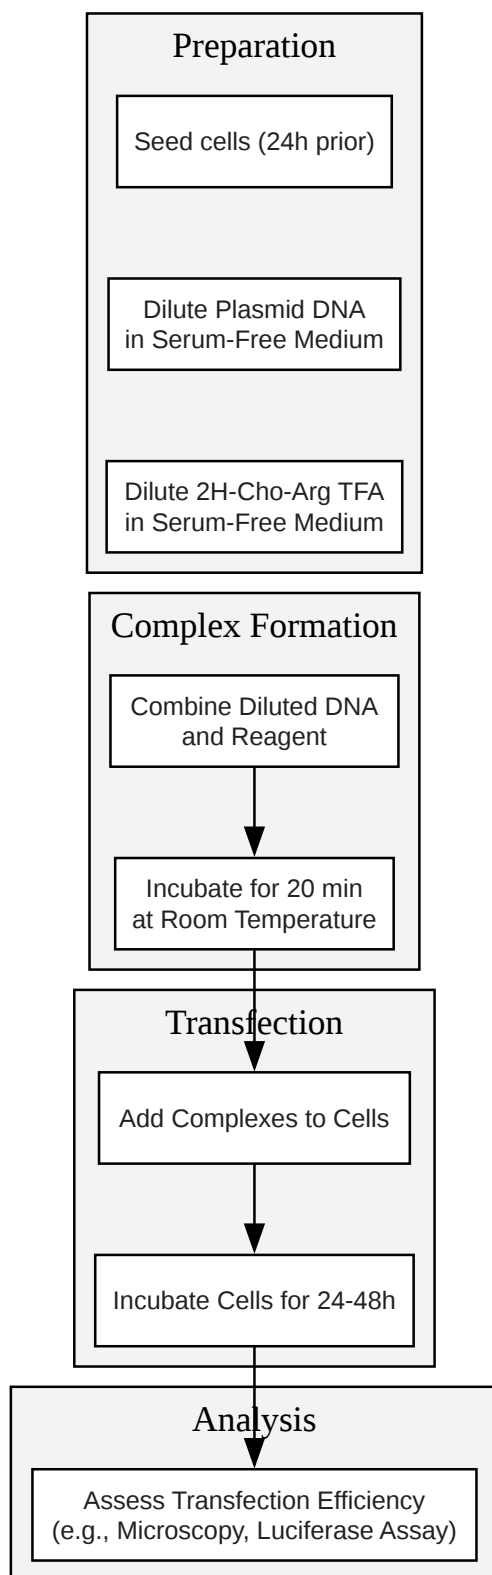 Preparation
Seed cells (24h prior)
Dilute Plasmid DNA
in Serum-Free Medium
Dilute 2H-Cho-Arg TFA
in Serum-Free Medium
Complex Formation
Combine Diluted DNA
and Reagent
Incubate for 20 min
at Room Temperature
Transfection
Add Complexes to Cells
Incubate Cells for 24-48h
Analysis
Assess Transfection Efficiency
(e.g., Microscopy, Luciferase Assay)